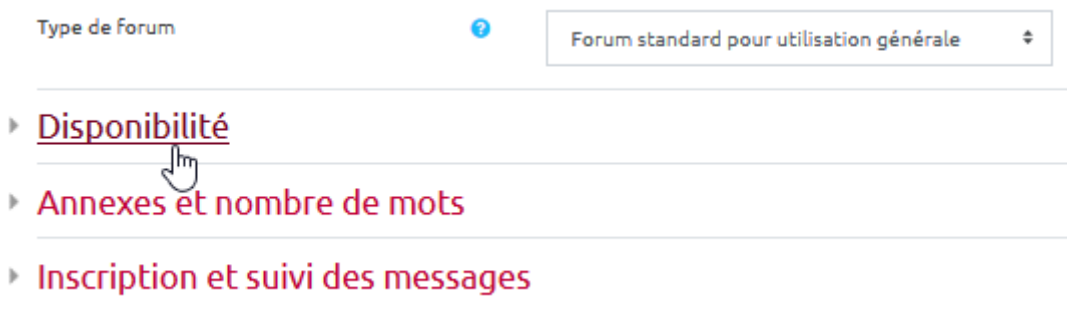 Type de forum
Forum standard pour utilisation générale
Disponibilité
Annexes et nombre de mots
Inscription et suivi des messages